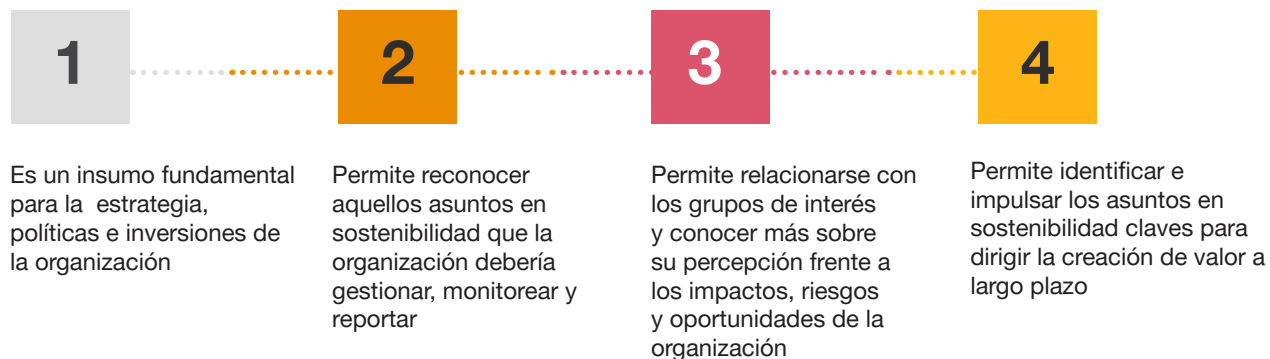 1
Es un insumo fundamental
para la estrategia,
políticas e inversiones de
la organización
2
Permite reconocer
aquellos asuntos en
sostenibilidad que la
organización debería
gestionar, monitorear y
reportar
3
Permite relacionarse con
los grupos de interés
y conocer más sobre
su percepción frente a
los impactos, riesgos
y oportunidades de la
organización
4
Permite identificar e
impulsar los asuntos en
sostenibilidad claves para
dirigir la creación de valor a
largo plazo